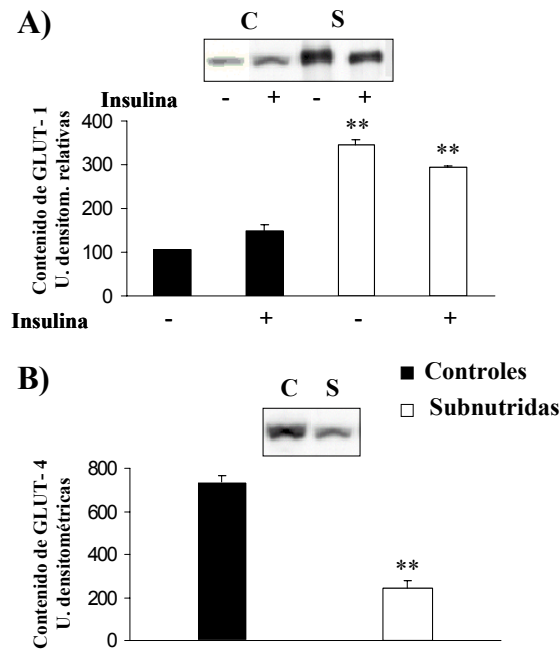 A)
C S
Insulina - + - +
Contenido de GLUT- 1
U. densitom. relativas
400
300
200
100
0
** **
Insulina - + - +
B)
Controles
Subnutridas
C S
Contenido de GLUT- 4
U. densitométricas
800
600
400
200
0
**